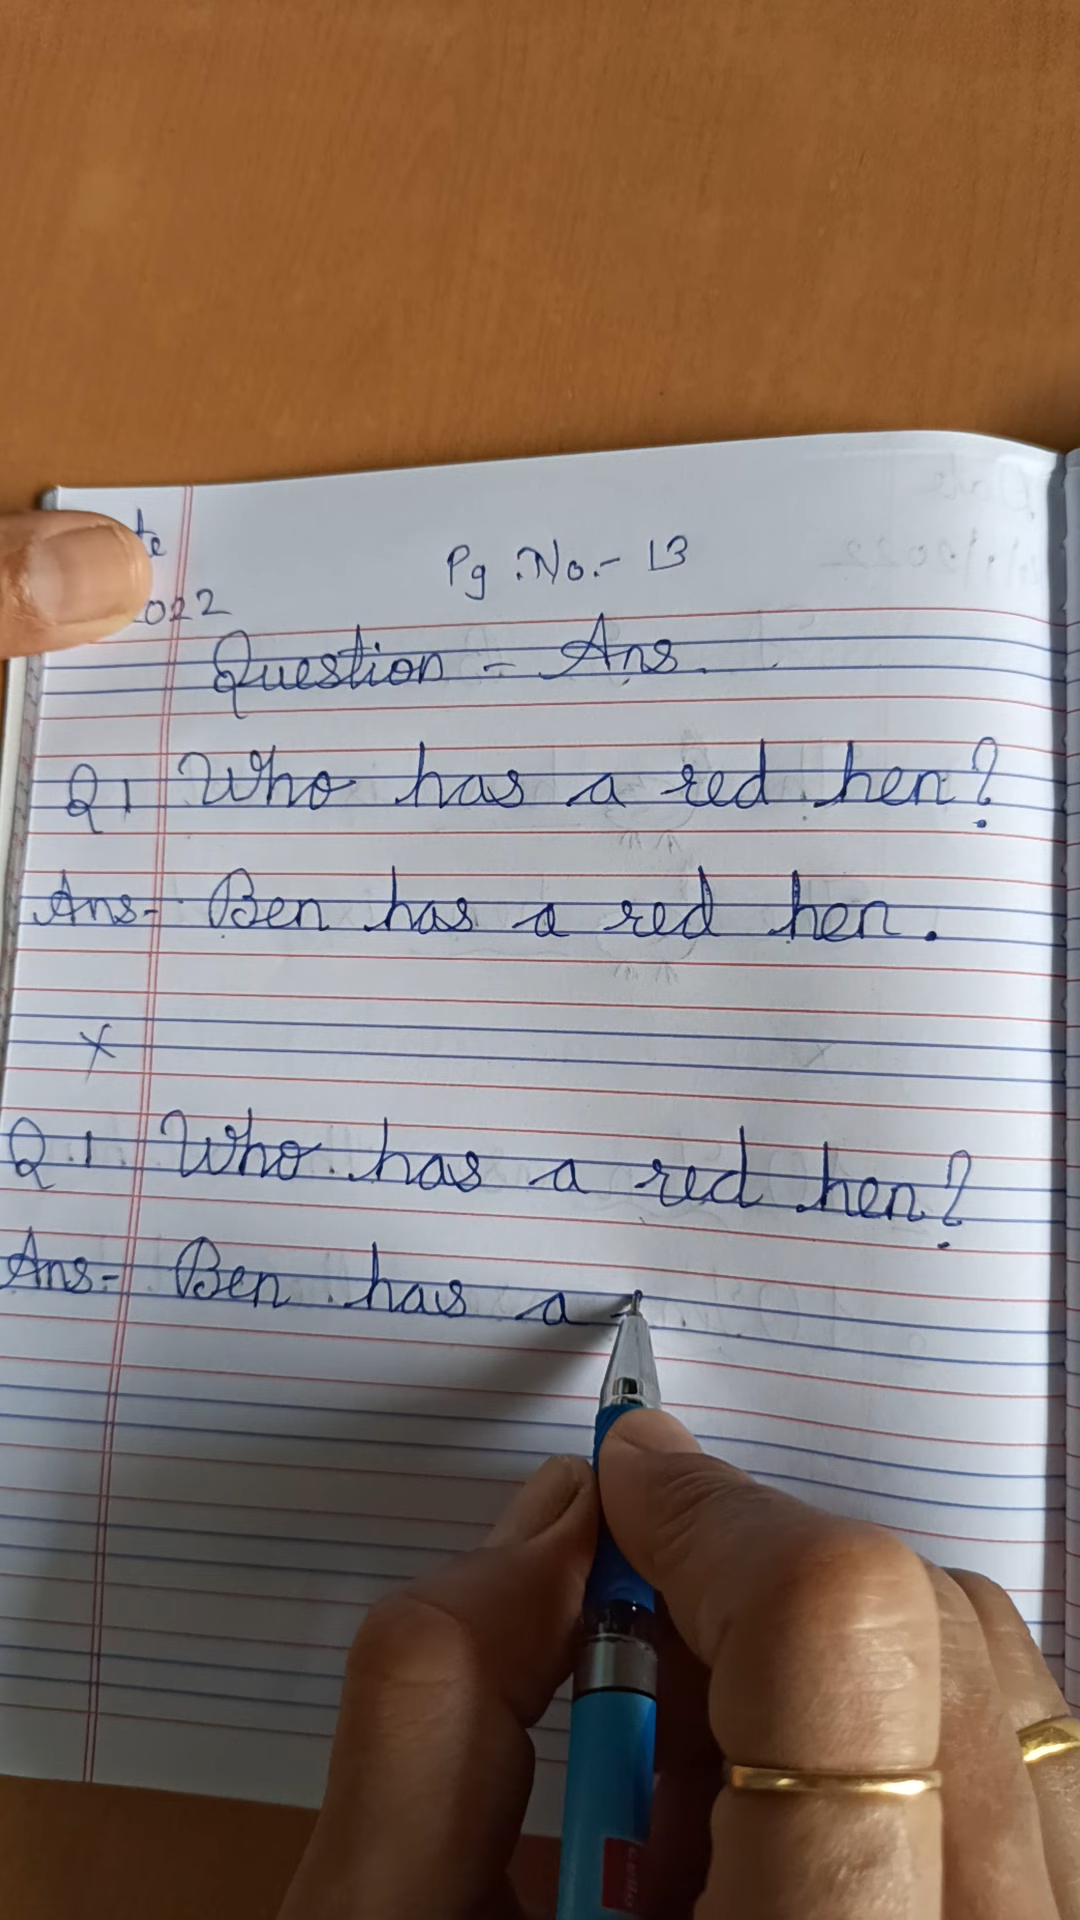 Pg. No.- 13
2022
Question - Ans.
Q1 Who has a red hen?
Ans- Ben has a red hen.
X
Q.1 Who has a red hen?
Ans- Ben has a